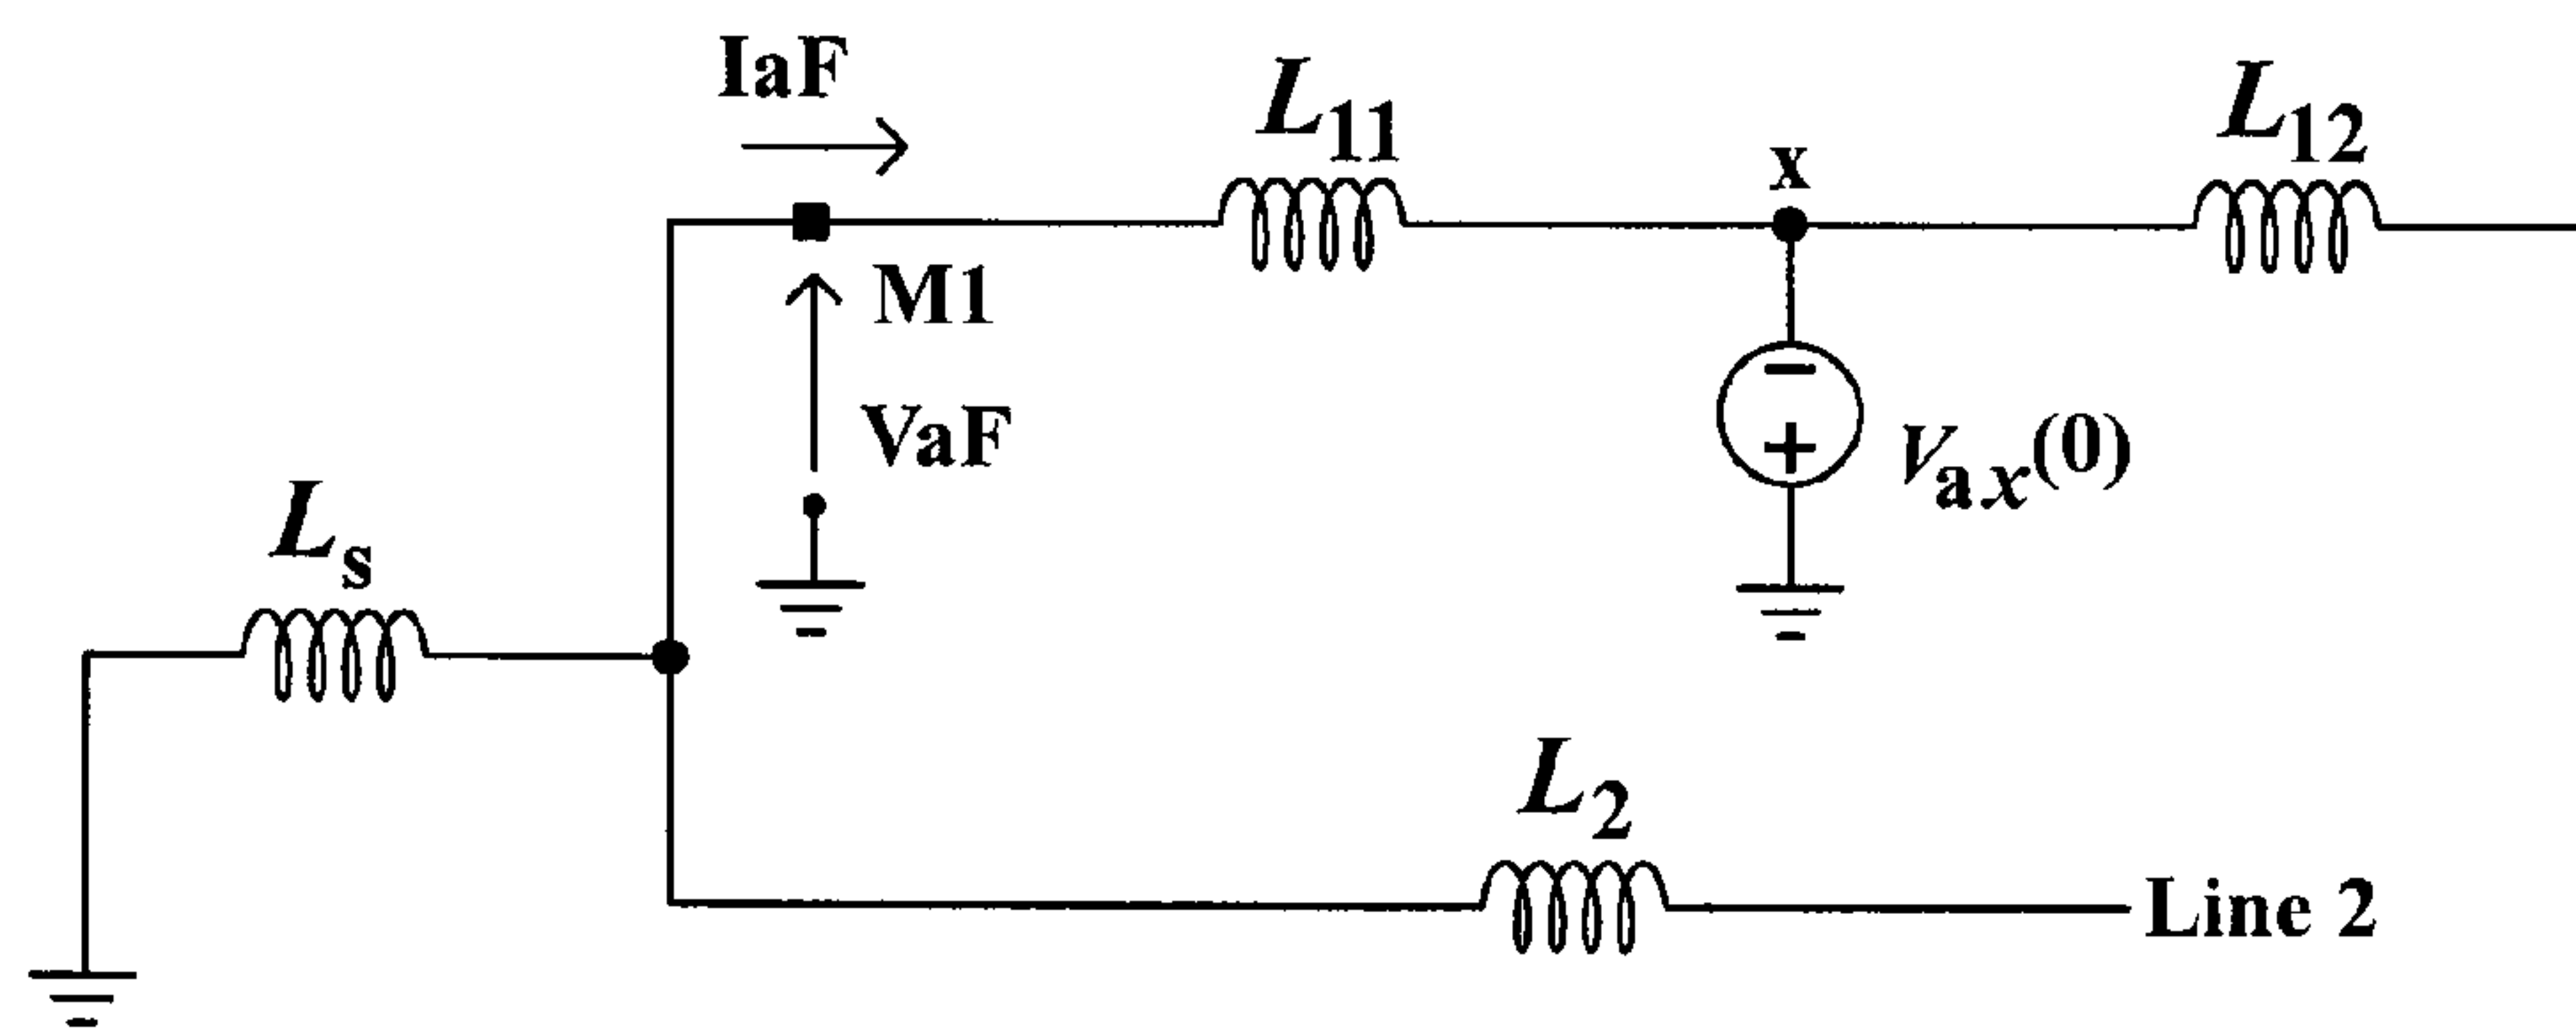 IaF
L11
x
L12
M1
VaF
−
+
Vax(0)
Ls
L2
Line 2